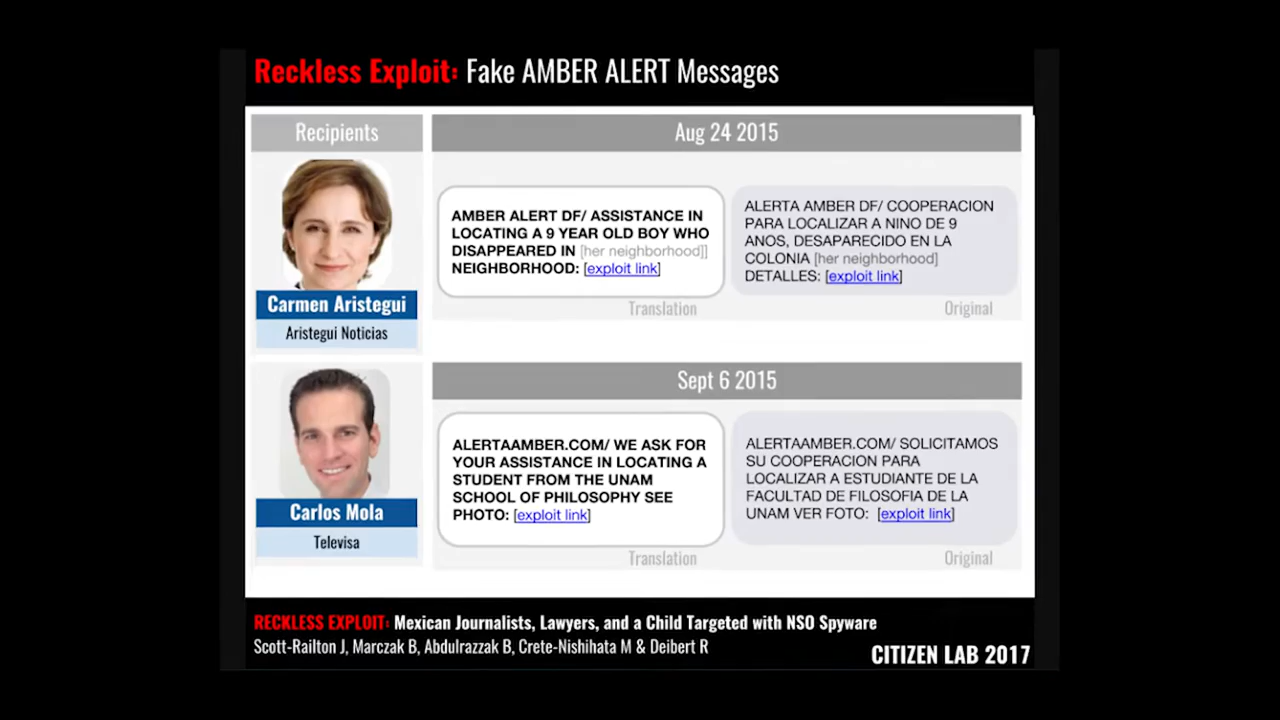 Reckless Exploit: Fake AMBER ALERT Messages
Recipients
Aug 24 2015
AMBER ALERT DF/ ASSISTANCE IN
LOCATING A 9 YEAR OLD BOY WHO
DISAPPEARED IN [her neighborhood]]
NEIGHBORHOOD: [exploit link]
Translation
ALERTA AMBER DF/ COOPERACION
PARA LOCALIZAR A NINO DE 9
ANOS, DESAPARECIDO EN LA
COLONIA [her neighborhood]
DETALLES: [exploit link]
Original
Carmen Aristegui
Aristegui Noticias
Sept 6 2015
ALERTAAMBER.COM/ WE ASK FOR
YOUR ASSISTANCE IN LOCATING A
STUDENT FROM THE UNAM
SCHOOL OF PHILOSOPHY SEE
PHOTO: [exploit link]
Translation
ALERTAAMBER.COM/ SOLICITAMOS
SU COOPERACION PARA
LOCALIZAR A ESTUDIANTE DE LA
FACULTAD DE FILOSOFIA DE LA
UNAM VER FOTO: [exploit link]
Original
Carlos Mola
Televisa
RECKLESS EXPLOIT: Mexican Journalists, Lawyers, and a Child Targeted with NSO Spyware
Scott-Railton J, Marczak B, Abdulrazzak B, Crete-Nishihata M & Deibert R
CITIZEN LAB 2017